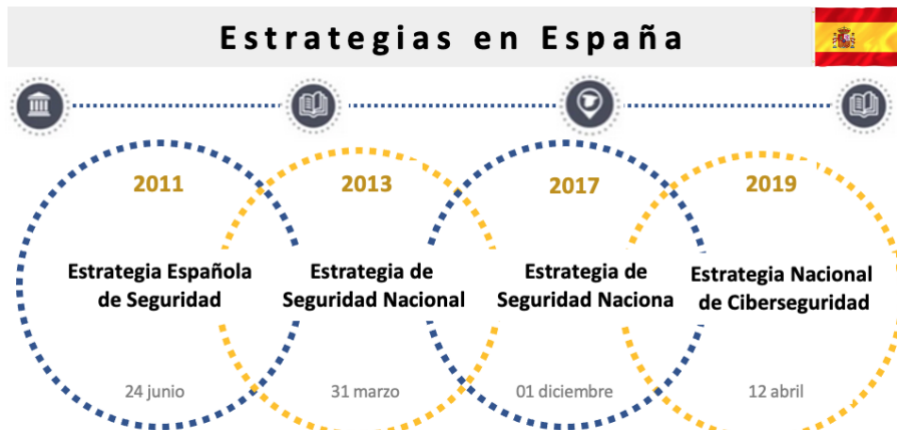 Estrategias en España
2011
Estrategia Española
de Seguridad
24 junio
2013
Estrategia de
Seguridad Nacional
31 marzo
2017
Estrategia de
Seguridad Naciona
01 diciembre
2019
Estrategia Nacional
de Ciberseguridad
12 abril